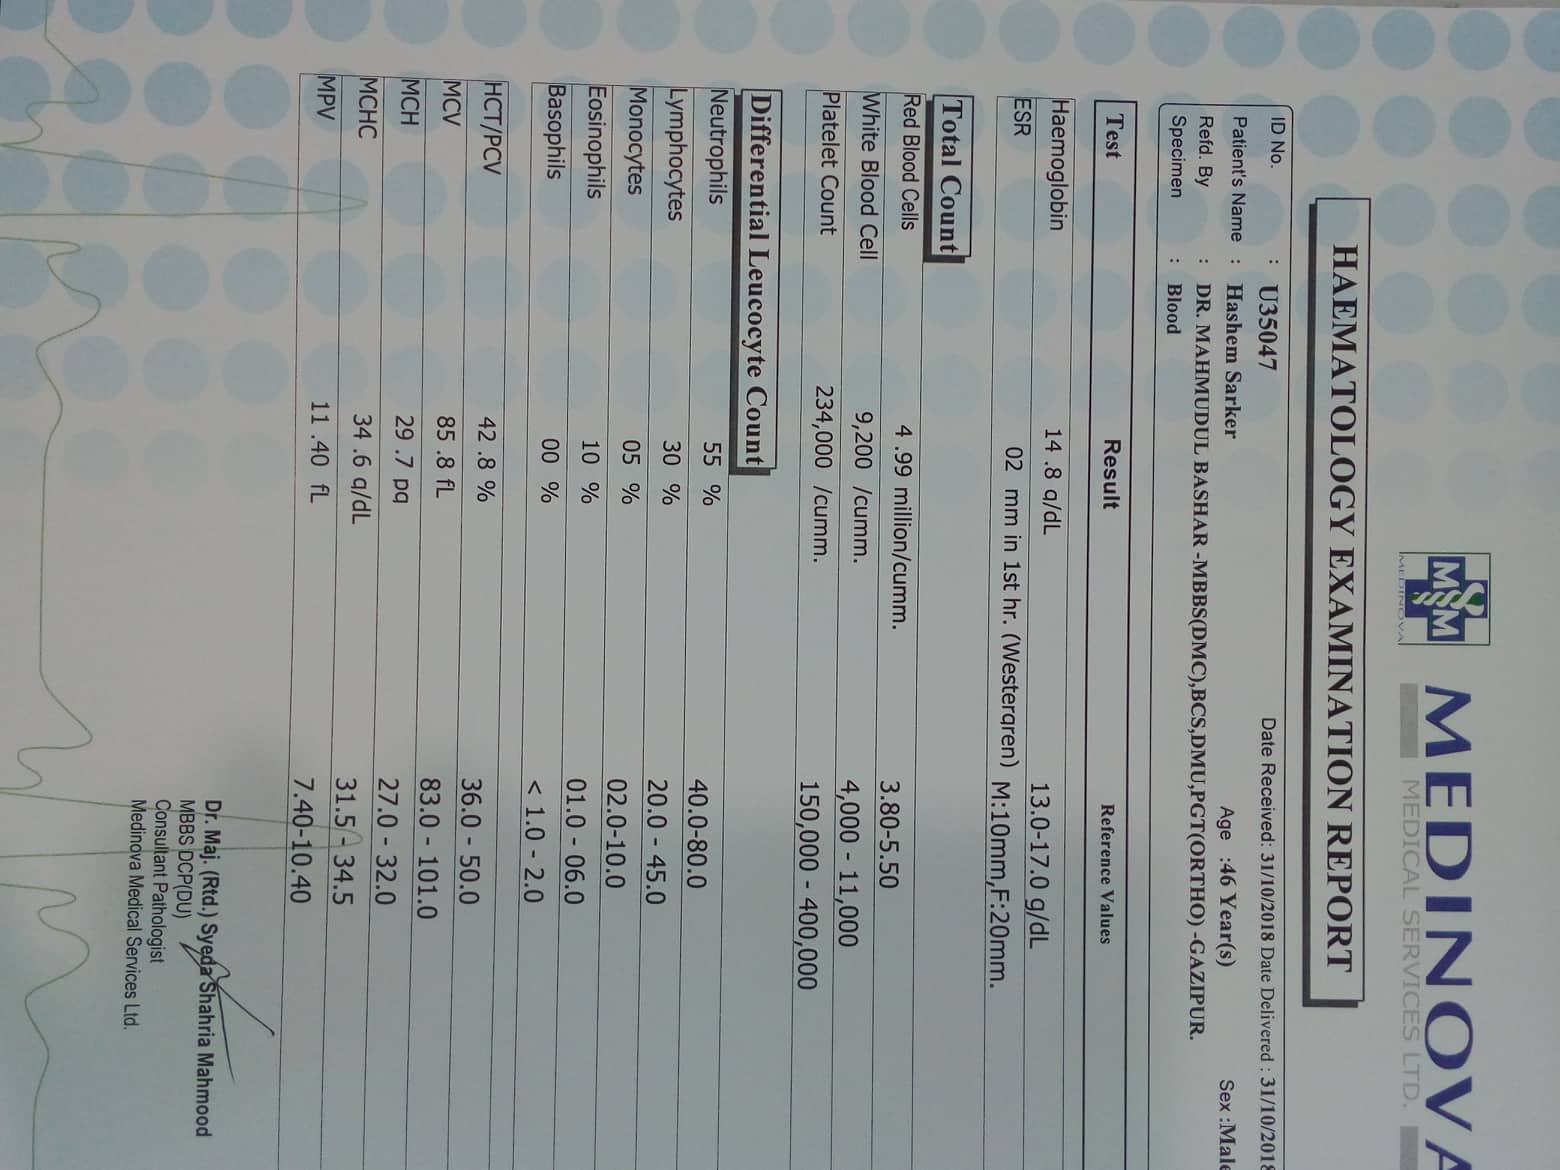 MEDINOVA
MEDICAL SERVICES LTD.
MEDINOVA
HAEMATOLOGY EXAMINATION REPORT
ID No. : U35047 Date Received: 31/10/2018 Date Delivered : 31/10/2018
Patient's Name : Hashem Sarker Age :46 Year(s) Sex :Male
Refd. By : DR. MAHMUDUL BASHAR -MBBS(DMC),BCS,DMU,PGT(ORTHO) -GAZIPUR.
Specimen : Blood
Test Result Reference Values
Haemoglobin 14 .8 g/dL 13.0-17.0 g/dL
ESR 02 mm in 1st hr. (Westergren) M:10mm,F:20mm.
Total Count
Red Blood Cells 4 .99 million/cumm. 3.80-5.50
White Blood Cell 9,200 /cumm. 4,000 - 11,000
Platelet Count 234,000 /cumm. 150,000 - 400,000
Differential Leucocyte Count
Neutrophils 55 % 40.0-80.0
Lymphocytes 30 % 20.0 - 45.0
Monocytes 05 % 02.0-10.0
Eosinophils 10 % 01.0 - 06.0
Basophils 00 % < 1.0 - 2.0
HCT/PCV 42 .8 % 36.0 - 50.0
MCV 85 .8 fL 83.0 - 101.0
MCH 29 .7 pg 27.0 - 32.0
MCHC 34 .6 g/dL 31.5 - 34.5
MPV 11 .40 fL 7.40-10.40
Dr. Maj. (Rtd.) Syeda Shahria Mahmood
MBBS DCP(DU)
Consultant Pathologist
Medinova Medical Services Ltd.